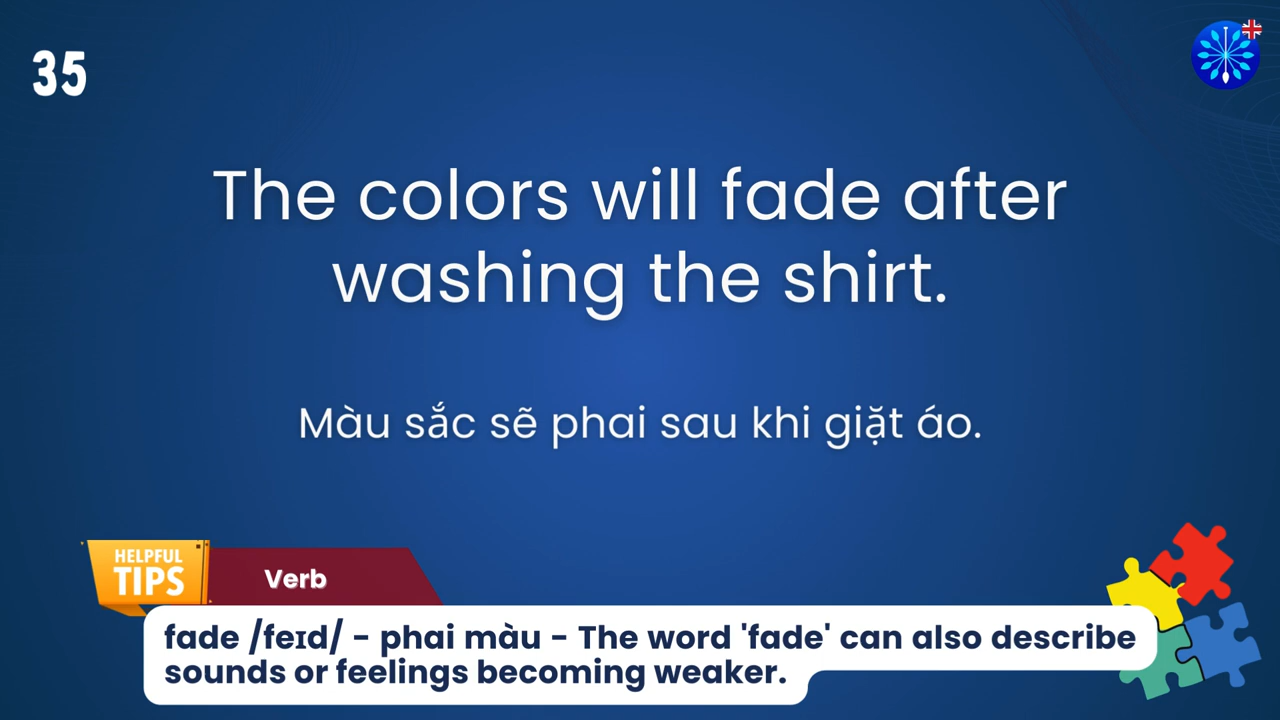 35
The colors will fade after
washing the shirt.
Màu sắc sẽ phai sau khi giặt áo.
HELPFUL
TIPS
Verb
fade /feɪd/ - phai màu - The word 'fade' can also describe
sounds or feelings becoming weaker.